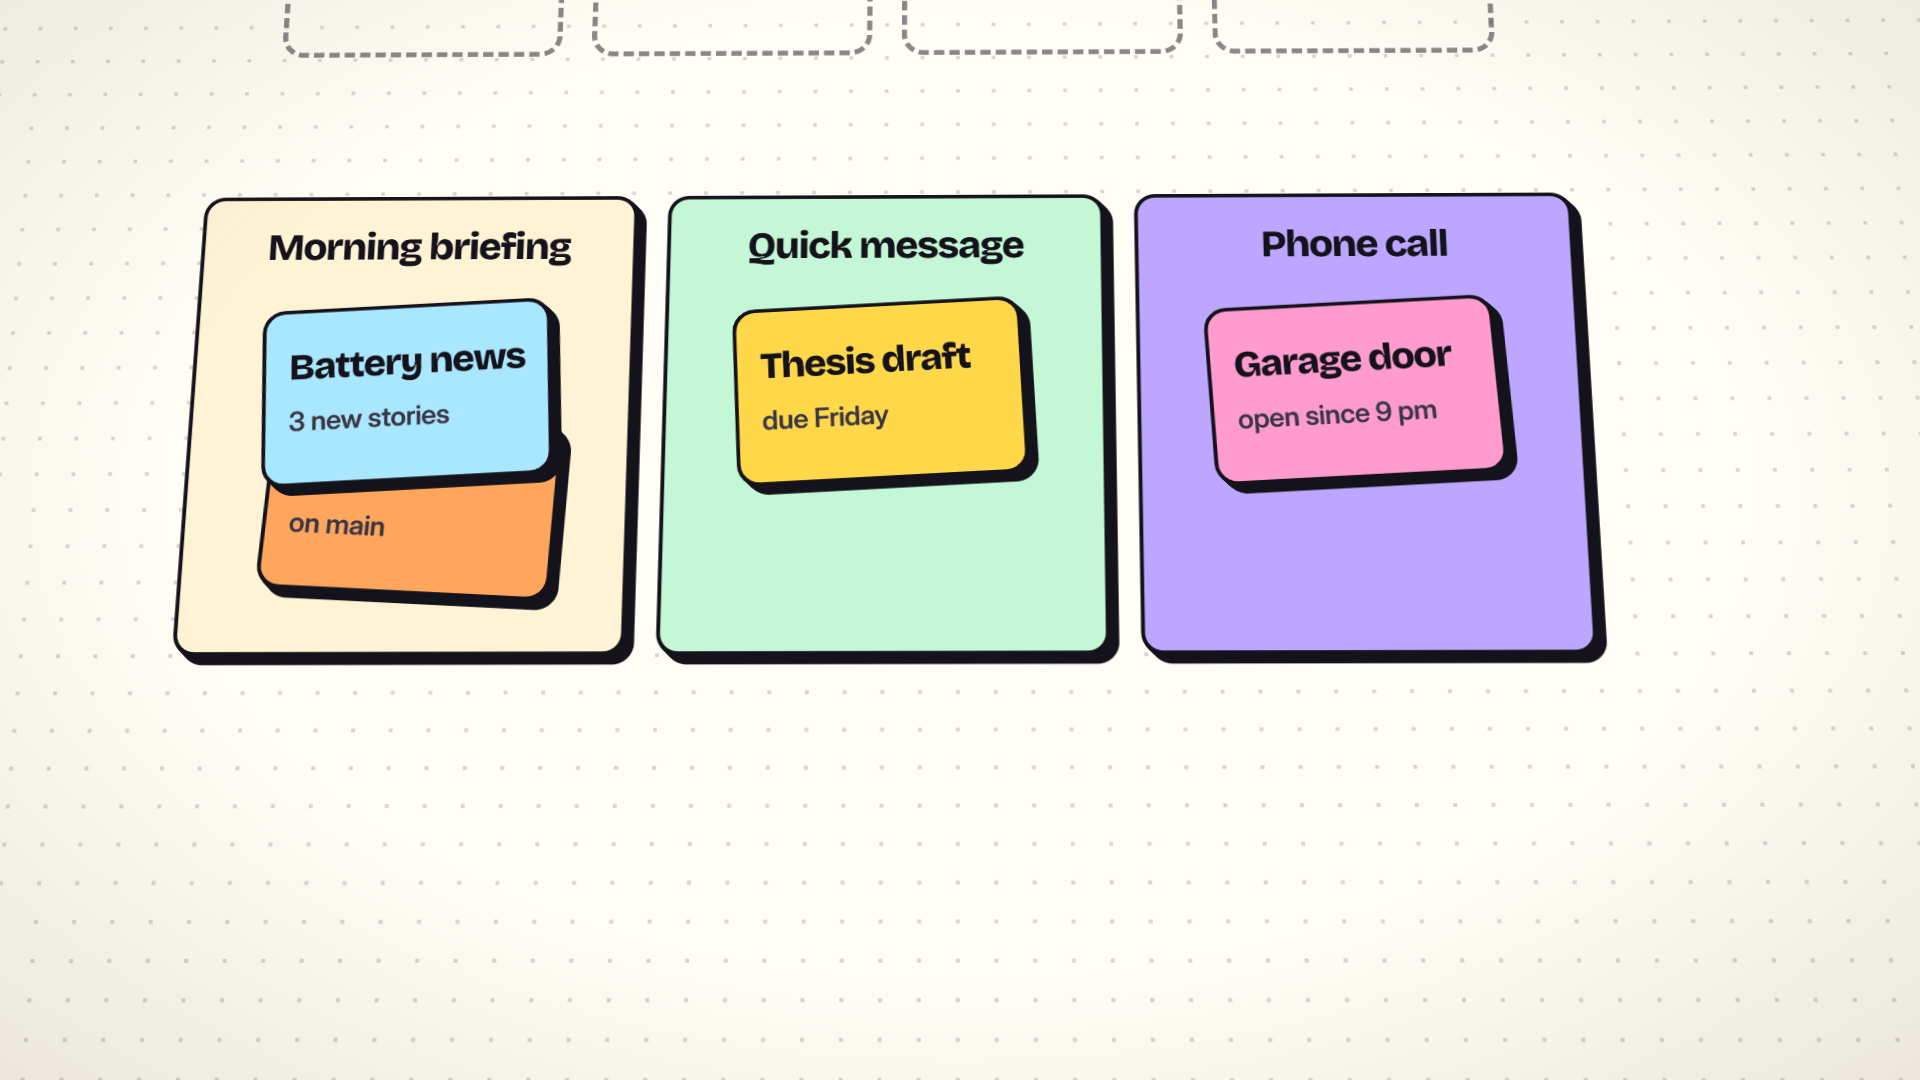 Morning briefing
Battery news
3 new stories
on main
Quick message
Thesis draft
due Friday
Phone call
Garage door
open since 9 pm